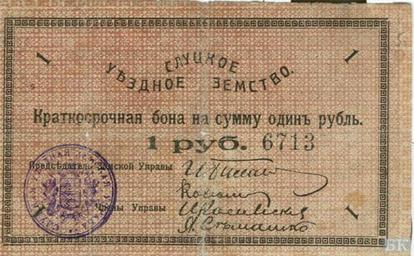 1 СЛУЦКОЕ 1
УѢЗДНОЕ ЗЕМСТВО.
Краткосрочная бона на сумму одинъ рубль.
1 руб. 6713
Предсѣдатель Земской Управы
Члены Управы
1 1
БК